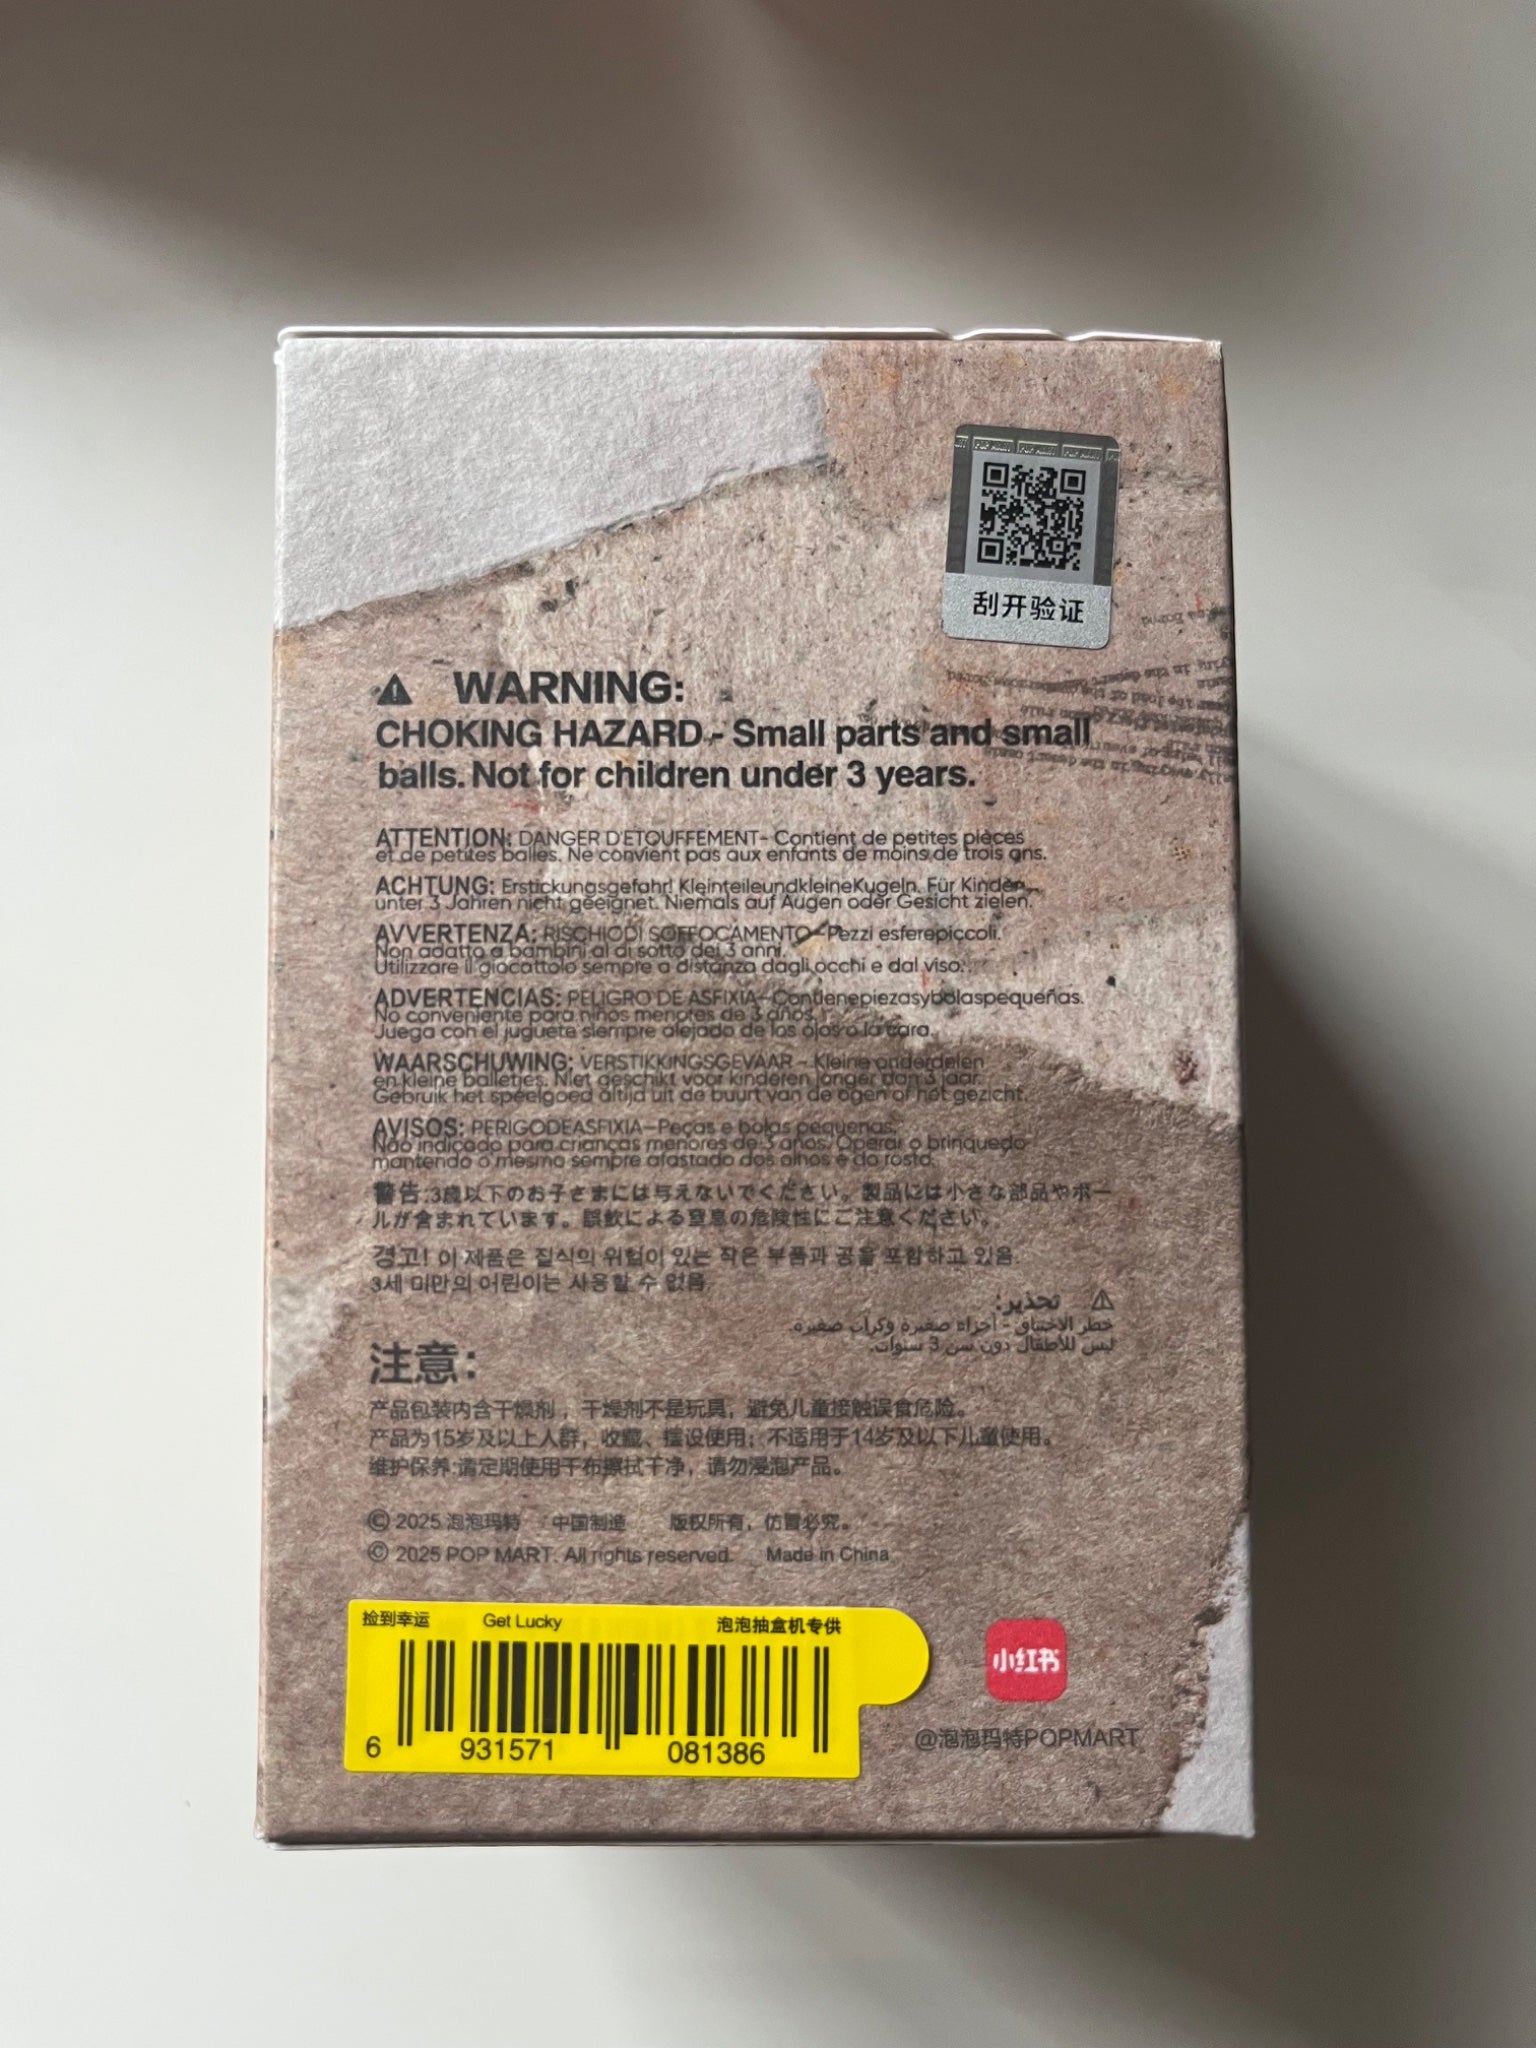 POP MART POP MART POP MART
刮开验证
WARNING:
CHOKING HAZARD - Small parts and small
balls. Not for children under 3 years.
ATTENTION: DANGER D'ETOUFFEMENT- Contient de petites pièces
et de petites balles. Ne convient pas aux enfants de moins de trois ans.
ACHTUNG: Erstickungsgefahr! KleinteileundkleineKugeln. Für Kinder
unter 3 Jahren nicht geeignet. Niemals auf Augen oder Gesicht zielen.
AVVERTENZA: RISCHIODI SOFFOCAMENTO-Pezzi esferepiccoli.
Non adatto a bambini al di sotto dei 3 anni.
Utilizzare il giocattolo sempre a distanza dagli occhi e dal viso.
ADVERTENCIAS: PELIGRO DE ASFIXIA-Contienepiezasybolaspequeñas.
No conveniente para niños menores de 3 años.
Juega con el juguete siempre alejado de los ojos o la cara.
WAARSCHUWING: VERSTIKKINGSGEVAAR - Kleine onderdelen
en kleine balletjes. Niet geschikt voor kinderen jonger dan 3 jaar.
Gebruik het speelgoed altijd uit de buurt van de ogen of het gezicht.
AVISOS: PERIGODEASFIXIA-Peças e bolas pequenas.
Não indicado para crianças menores de 3 anos. Operar o brinquedo
mantendo o mesmo sempre afastado dos olhos e do rosto.
警告:3歳以下のお子さまには与えないでください。製品には小さな部品やボー
ルが含まれています。誤飲による窒息の危険性にご注意ください。
경고! 이 제품은 질식의 위험이 있는 작은 부품과 공을 포함하고 있음.
3세 미만의 어린이는 사용할 수 없음
تحذير:
خطر الاختناق - أجزاء صغيرة وكرات صغيرة.
ليس للأطفال دون سن 3 سنوات.
注意：
产品包装内含干燥剂，干燥剂不是玩具，避免儿童接触误食危险。
产品为15岁及以上人群，收藏、摆设使用；不适用于14岁及以下儿童使用。
维护保养:请定期使用干布擦拭干净，请勿浸泡产品。
© 2025 泡泡玛特 中国制造 版权所有，仿冒必究。
© 2025 POP MART. All rights reserved. Made in China
捡到幸运 Get Lucky 泡泡抽盒机专供
6 931571 081386
小红书
@泡泡玛特POPMART